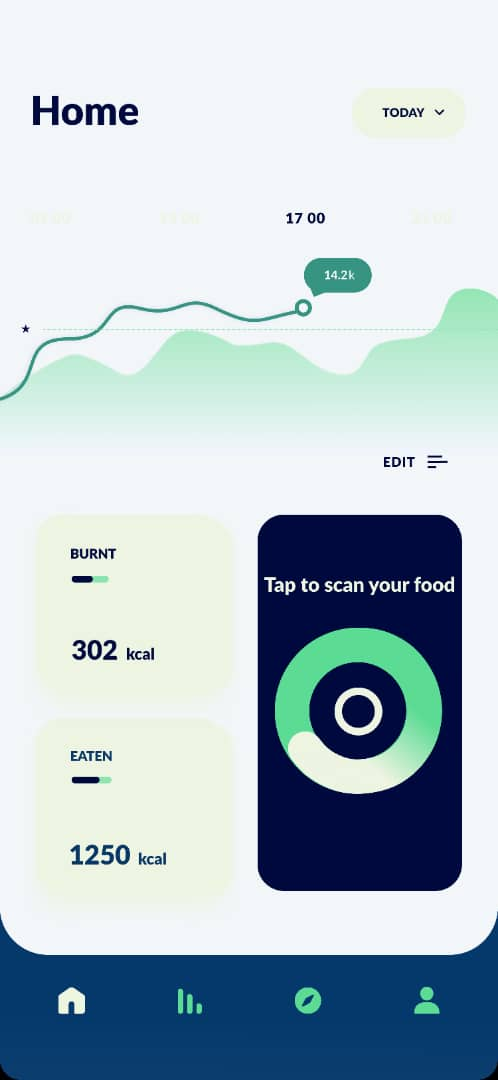 Home
TODAY
17 00
14.2k
EDIT
BURNT
302 kcal
Tap to scan your food
EATEN
1250 kcal